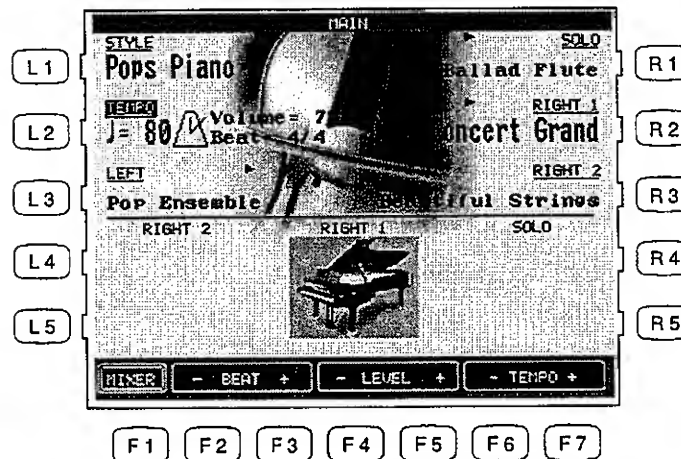 MAIN
STYLE SOLO
L1 Pops Piano Ballad Flute R1
TEMPO Volume= 7 RIGHT 1
L2 ♩= 80 Beat= 4/4 oncert Grand R2
LEFT RIGHT 2
L3 Pop Ensemble Strings R3
RIGHT 2 RIGHT 1 SOLO
L4 R4
L5 R5
MIXER - BEAT + - LEVEL + - TEMPO +
F1 F2 F3 F4 F5 F6 F7